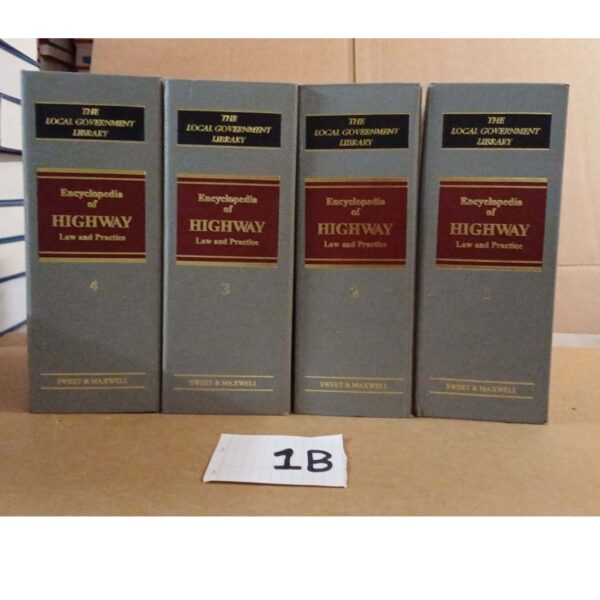 THE
LOCAL GOVERNMENT
LIBRARY
Encyclopedia
of
HIGHWAY
Law and Practice
4
SWEET & MAXWELL
THE
LOCAL GOVERNMENT
LIBRARY
Encyclopedia
of
HIGHWAY
Law and Practice
3
SWEET & MAXWELL
THE
LOCAL GOVERNMENT
LIBRARY
Encyclopedia
of
HIGHWAY
Law and Practice
2
SWEET & MAXWELL
THE
LOCAL GOVERNMENT
LIBRARY
Encyclopedia
of
HIGHWAY
Law and Practice
SWEET & MAXWELL
1B